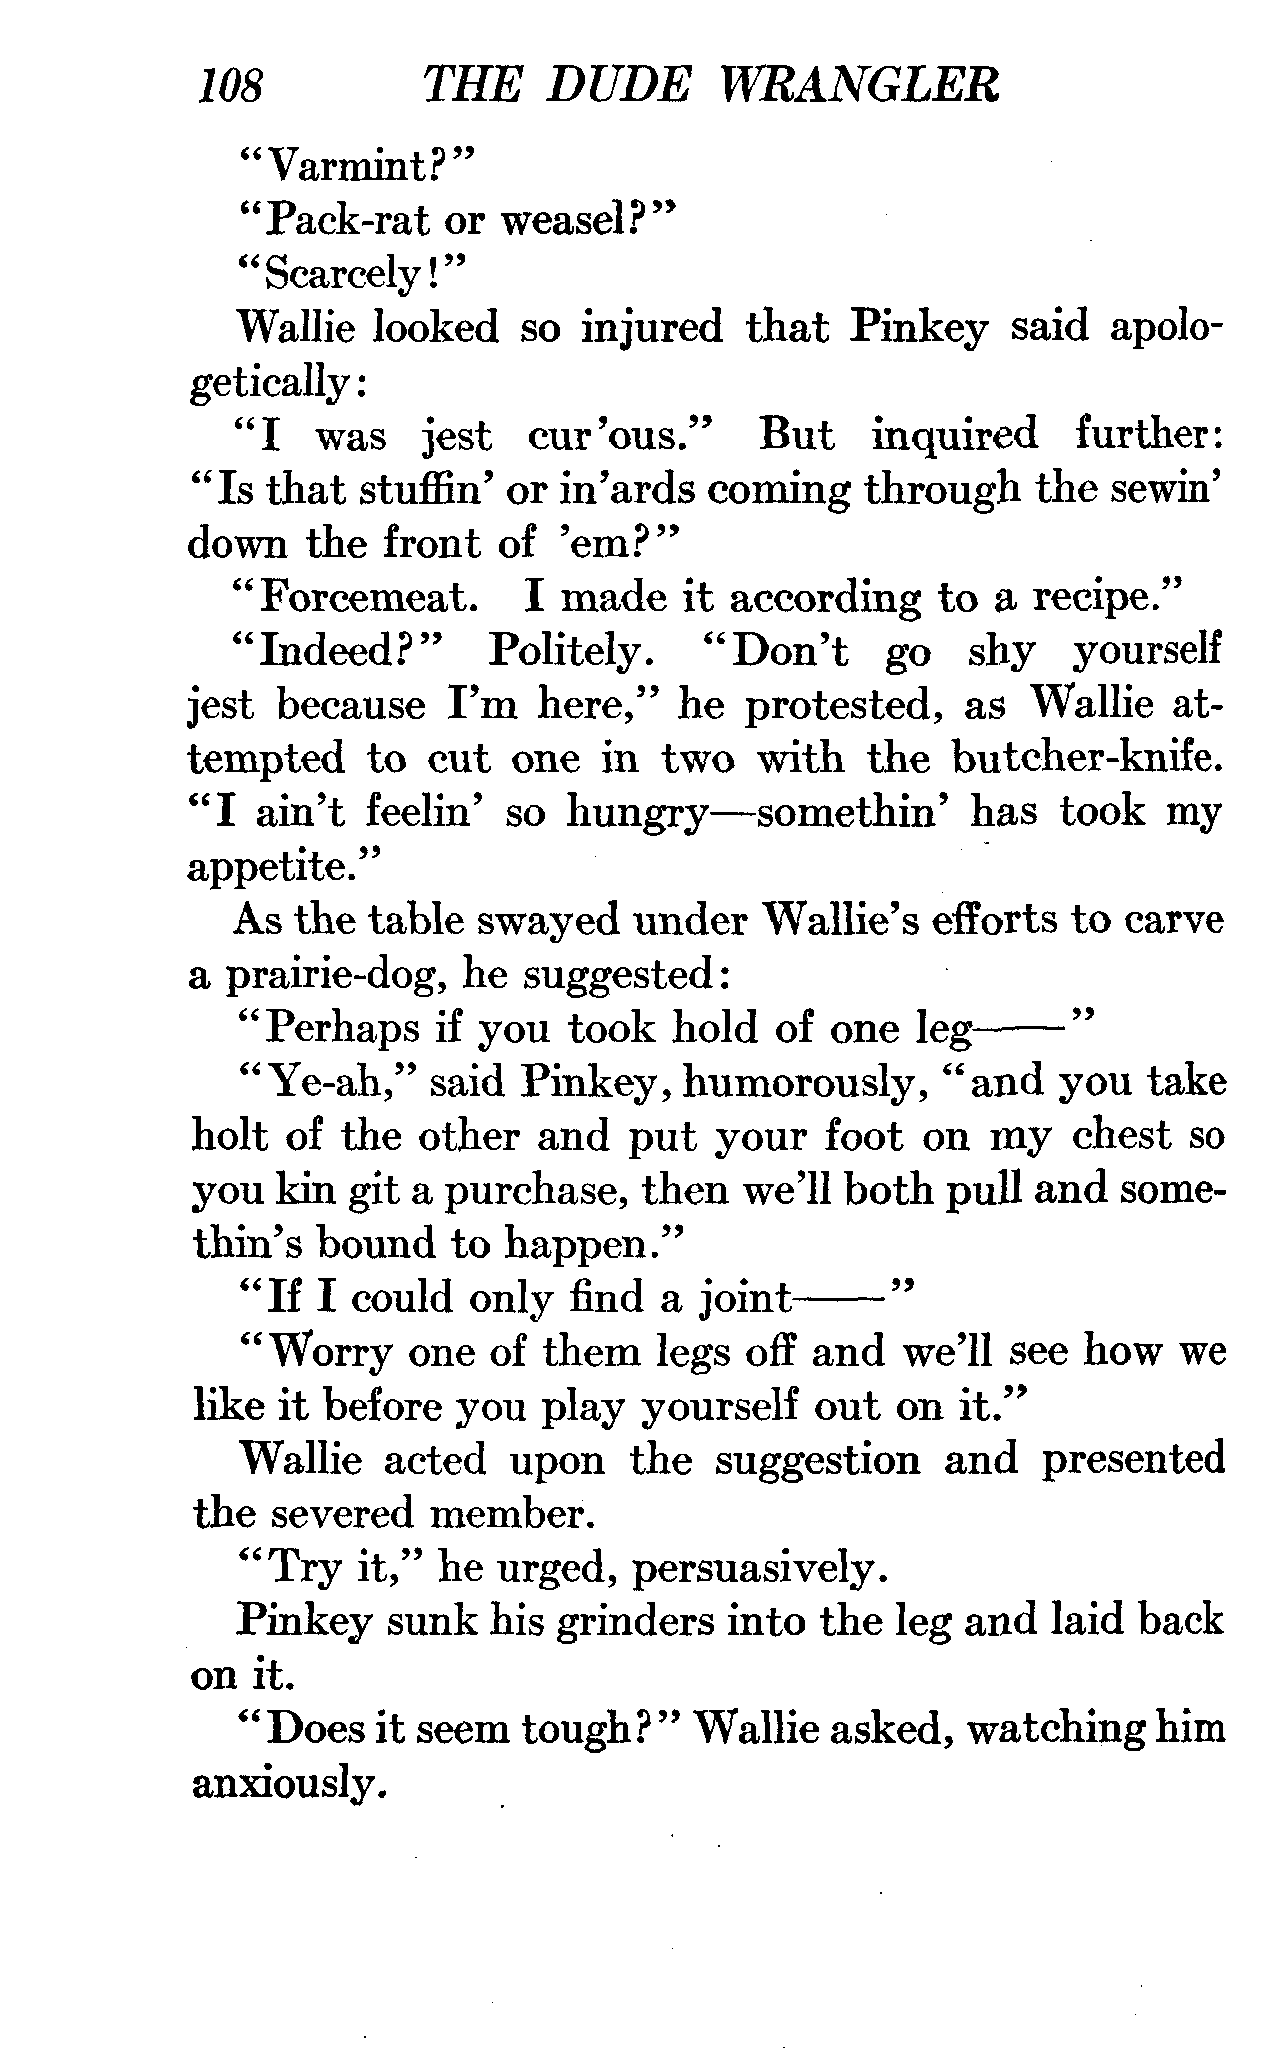 108 THE DUDE WRANGLER
“Varmint?”
“Pack-rat or weasel?”
“Scarcely!”
Wallie looked so injured that Pinkey said apolo-
getically:
“I was jest cur’ous.” But inquired further:
“Is that stuffin’ or in’ards coming through the sewin’
down the front of ’em?”
“Forcemeat. I made it according to a recipe.”
“Indeed?” Politely. “Don’t go shy yourself
jest because I’m here,” he protested, as Wallie at-
tempted to cut one in two with the butcher-knife.
“I ain’t feelin’ so hungry—somethin’ has took my
appetite.”
As the table swayed under Wallie’s efforts to carve
a prairie-dog, he suggested:
“Perhaps if you took hold of one leg——”
“Ye-ah,” said Pinkey, humorously, “and you take
holt of the other and put your foot on my chest so
you kin git a purchase, then we’ll both pull and some-
thin’s bound to happen.”
“If I could only find a joint——”
“Worry one of them legs off and we’ll see how we
like it before you play yourself out on it.”
Wallie acted upon the suggestion and presented
the severed member.
“Try it,” he urged, persuasively.
Pinkey sunk his grinders into the leg and laid back
on it.
“Does it seem tough?” Wallie asked, watching him
anxiously.